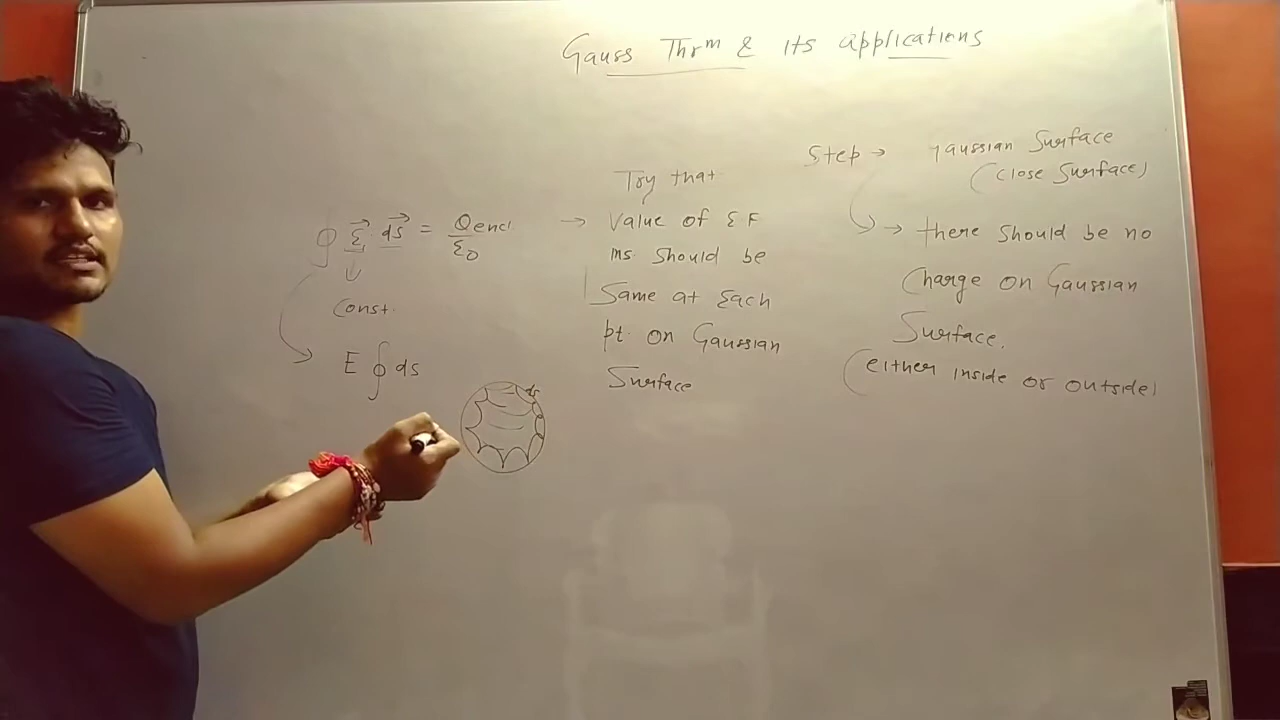 Gauss Thrm & its applications
∮ E⃗ . ds⃗ = Qencl. / ε0
↓
Const.
E ∮ ds
ds
→ Try that
Value of EF
ms should be
Same at Each
pt. on Gaussian
Surface
Step → Gaussian Surface
(close Surface)
→ there should be no
Charge on Gaussian
Surface.
(either inside or outside)